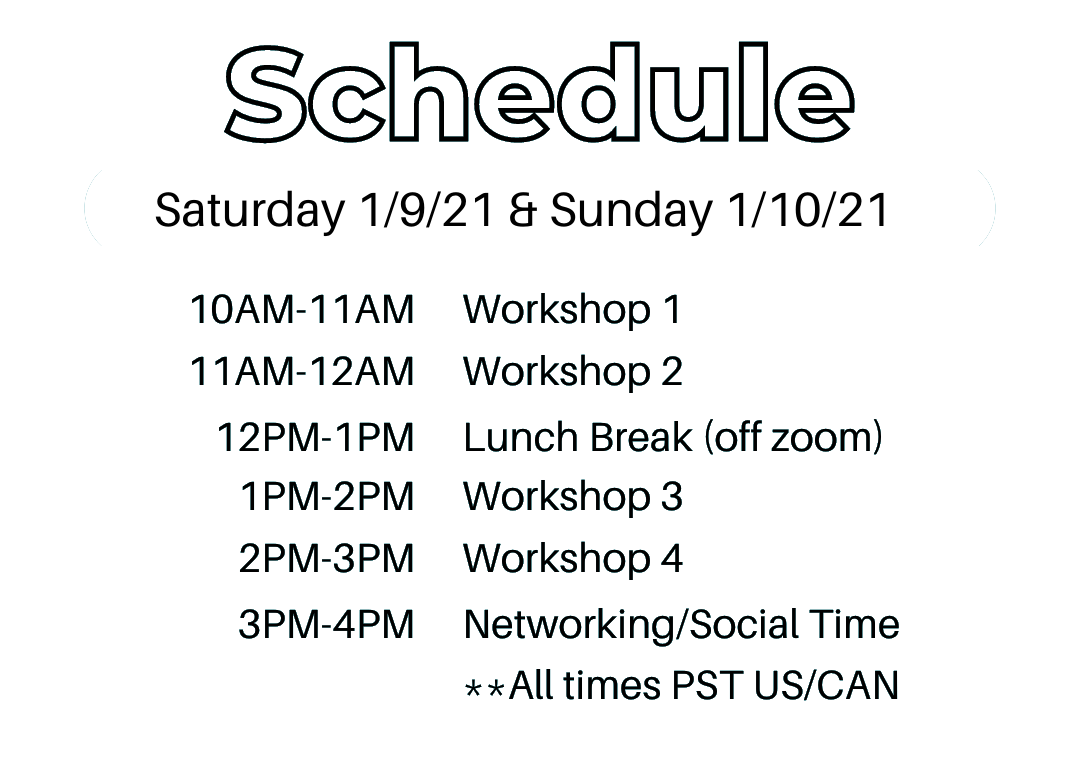 Schedule
Saturday 1/9/21 & Sunday 1/10/21
10AM-11AM Workshop 1
11AM-12AM Workshop 2
12PM-1PM Lunch Break (off zoom)
1PM-2PM Workshop 3
2PM-3PM Workshop 4
3PM-4PM Networking/Social Time
**All times PST US/CAN